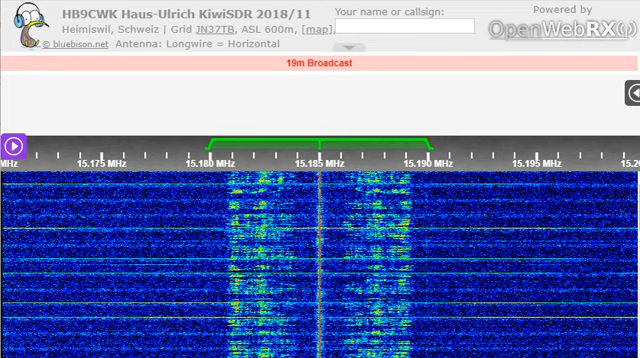 HB9CWK Haus-Ulrich KiwiSDR 2018/11
Heimiswil, Schweiz | Grid JN37TB, ASL 600m, [map],
© bluebison.net Antenna: Longwire = Horizontal
Your name or callsign:
Powered by
OpenWebRX
19m Broadcast
MHz 15.175 MHz 15.180 MHz 15.185 MHz 15.190 MHz 15.195 MHz 15.20